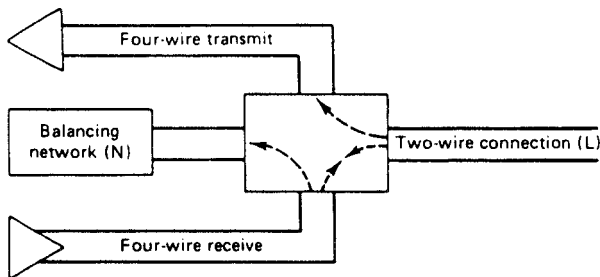 Four-wire transmit
Balancing
network (N)
Two-wire connection (L)
Four-wire receive